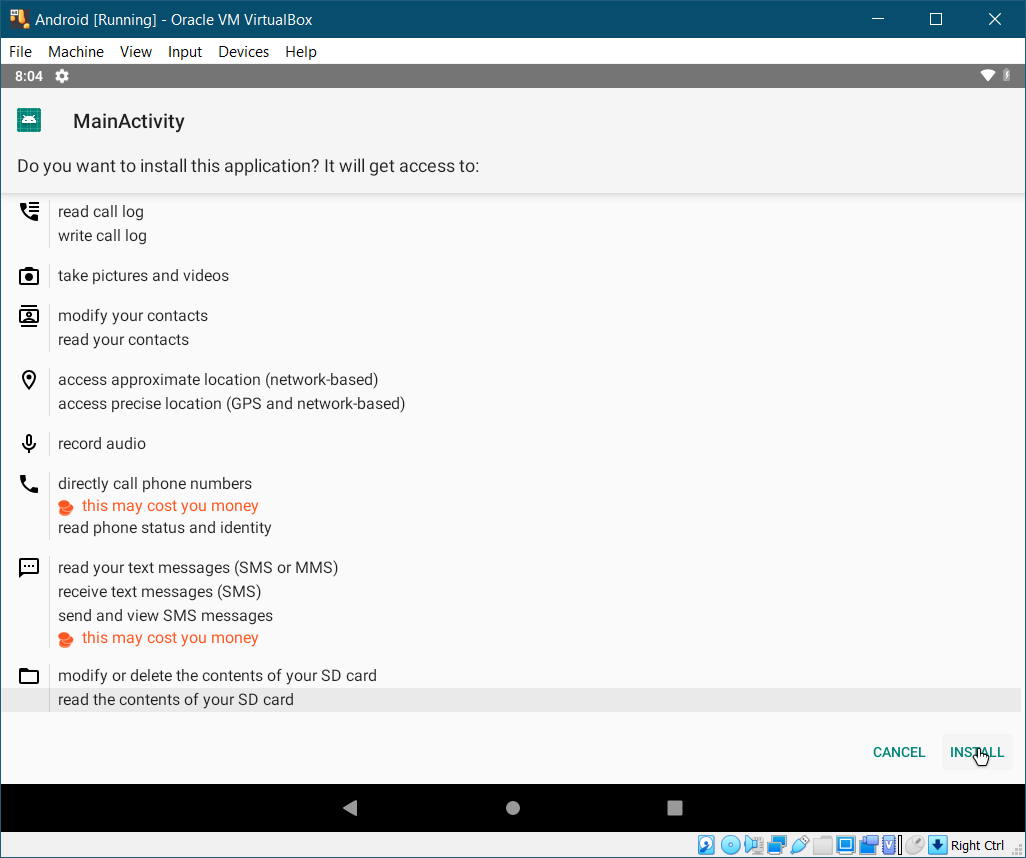 Android [Running] - Oracle VM VirtualBox
File Machine View Input Devices Help
8:04
MainActivity
Do you want to install this application? It will get access to:
read call log
write call log
take pictures and videos
modify your contacts
read your contacts
access approximate location (network-based)
access precise location (GPS and network-based)
record audio
directly call phone numbers
this may cost you money
read phone status and identity
read your text messages (SMS or MMS)
receive text messages (SMS)
send and view SMS messages
this may cost you money
modify or delete the contents of your SD card
read the contents of your SD card
CANCEL INSTALL
Right Ctrl